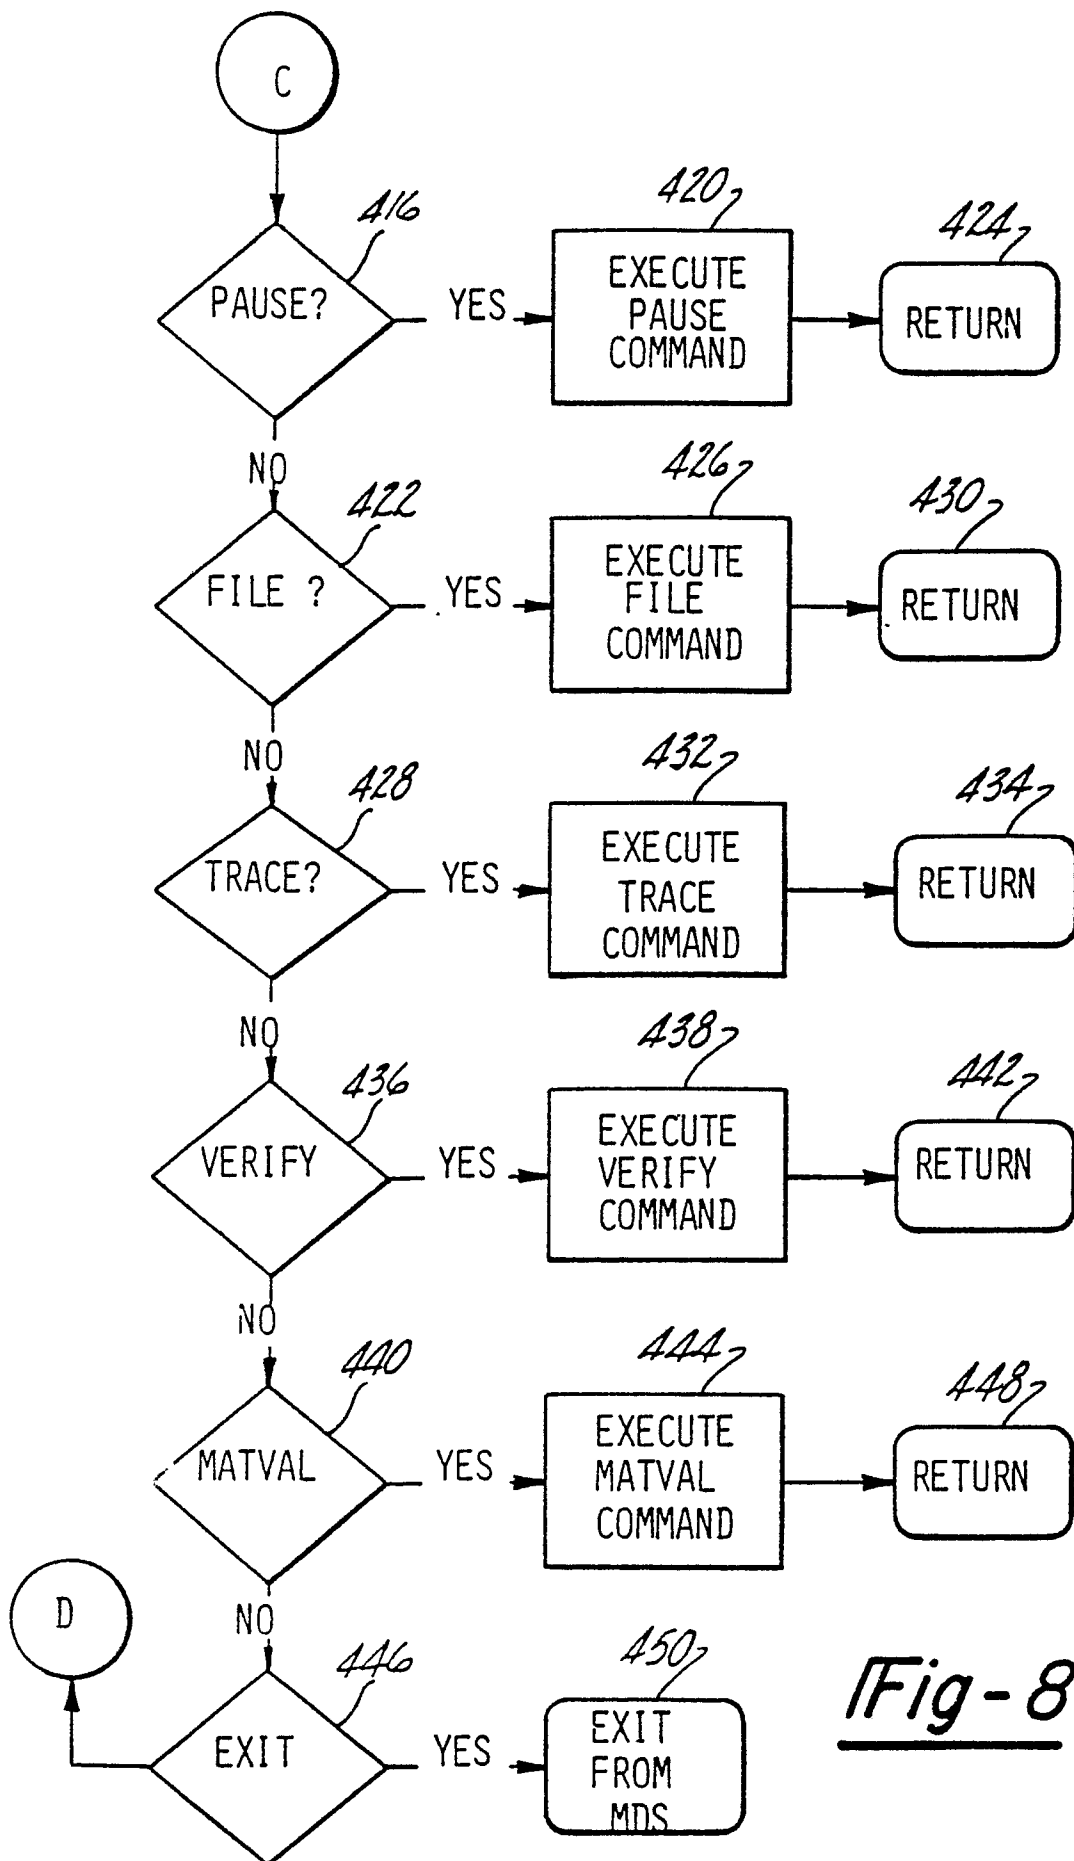 C
416
PAUSE?
YES
420
EXECUTE
PAUSE
COMMAND
424
RETURN
NO
422
FILE ?
YES
426
EXECUTE
FILE
COMMAND
430
RETURN
NO
428
TRACE?
YES
432
EXECUTE
TRACE
COMMAND
434
RETURN
NO
436
VERIFY
YES
438
EXECUTE
VERIFY
COMMAND
442
RETURN
NO
440
MATVAL
YES
444
EXECUTE
MATVAL
COMMAND
448
RETURN
NO
D
446
EXIT
YES
450
EXIT
FROM
MDS
Fig-8